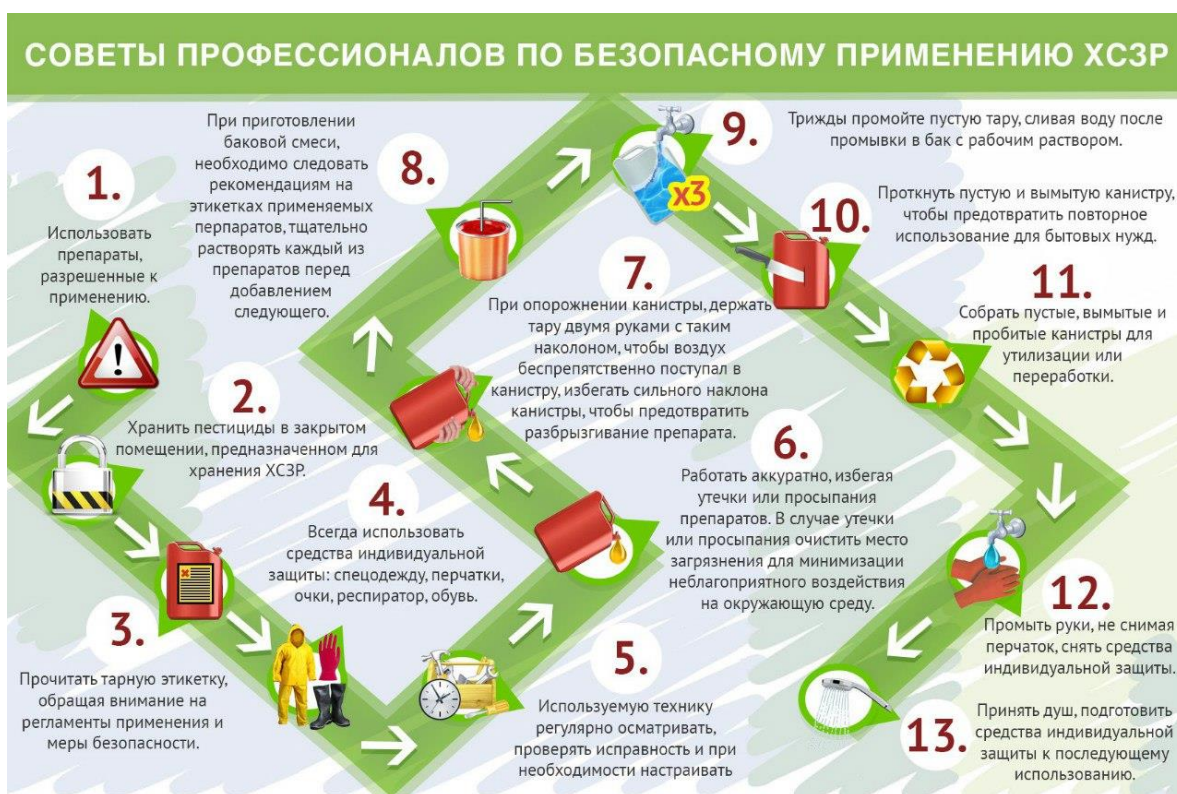 СОВЕТЫ ПРОФЕССИОНАЛОВ ПО БЕЗОПАСНОМУ ПРИМЕНЕНИЮ ХСЗР
1.
Использовать
препараты,
разрешенные к
применению.
2.
Хранить пестициды в закрытом
помещении, предназначенном для
хранения ХСЗР.
3.
Прочитать тарную этикетку,
обращая внимание на
регламенты применения и
меры безопасности.
4.
Всегда использовать
средства индивидуальной
защиты: спецодежду, перчатки,
очки, респиратор, обувь.
5.
Используемую технику
регулярно осматривать,
проверять исправность и при
необходимости настраивать
6.
Работать аккуратно, избегая
утечки или просыпания
препаратов. В случае утечки
или просыпания очистить место
загрязнения для минимизации
неблагоприятного воздействия
на окружающую среду.
7.
При опорожнении канистры, держать
тару двумя руками с таким
наколоном, чтобы воздух
беспрепятственно поступал в
канистру, избегать сильного наклона
канистры, чтобы предотвратить
разбрызгивание препарата.
8.
При приготовлении
баковой смеси,
необходимо следовать
рекомендациям на
этикетках применяемых
перпаратов, тщательно
растворять каждый из
препаратов перед
добавлением
следующего.
9.
Трижды промойте пустую тару, сливая воду после
промывки в бак с рабочим раствором.
x3
10.
Проткнуть пустую и вымытую канистру,
чтобы предотвратить повторное
использование для бытовых нужд.
11.
Собрать пустые, вымытые и
пробитые канистры для
утилизации или
переработки.
12.
Промыть руки, не снимая
перчаток, снять средства
индивидуальной защиты.
13.
Принять душ, подготовить
средства индивидуальной
защиты к последующему
использованию.